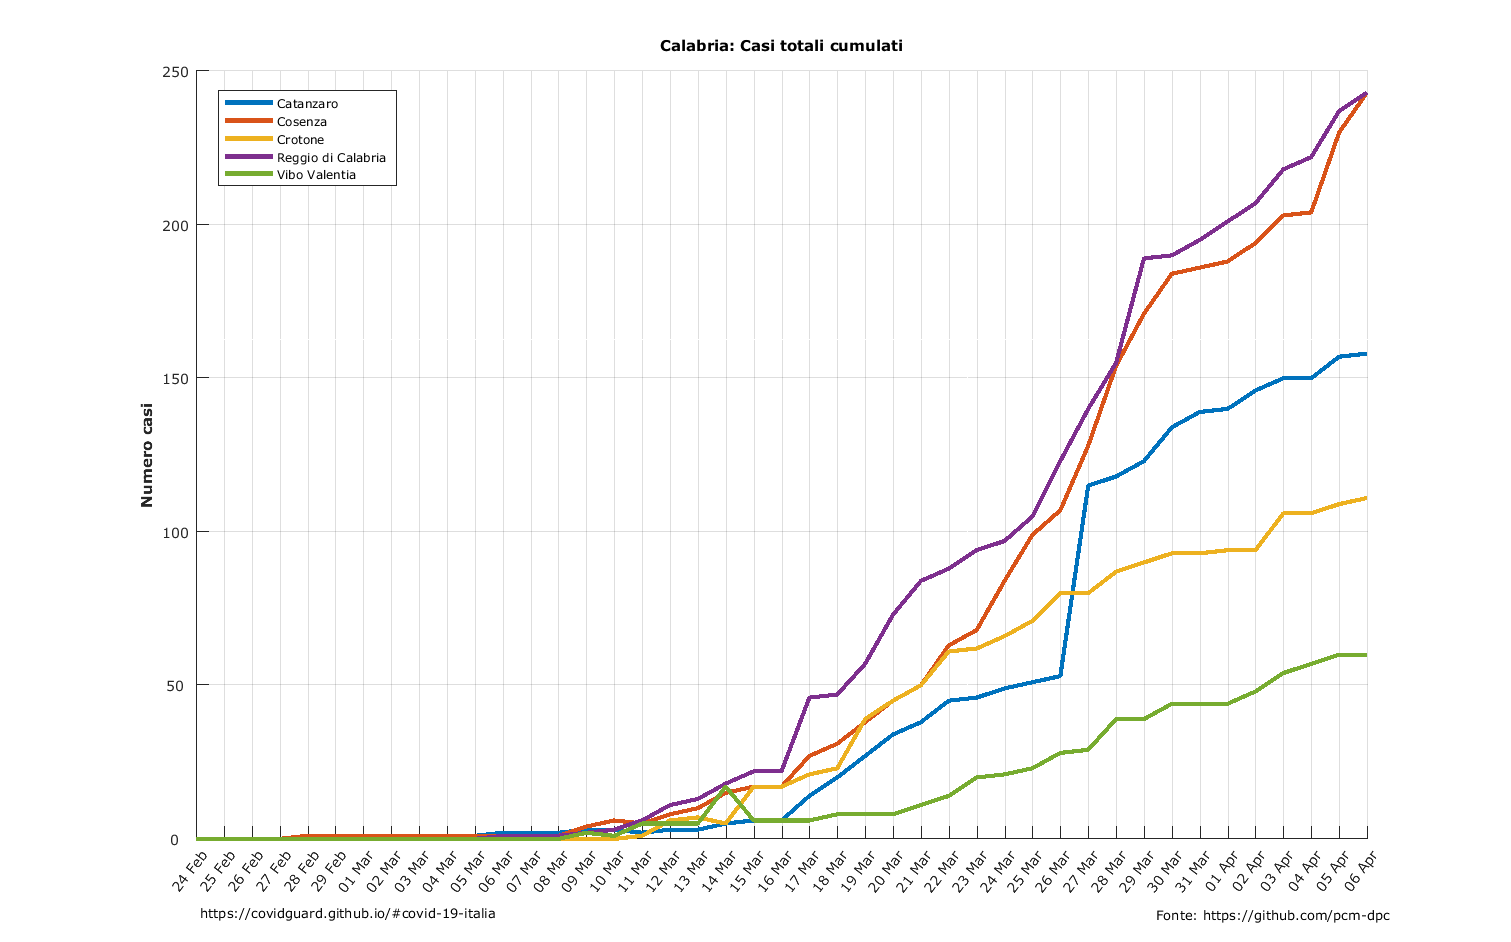 Calabria: Casi totali cumulati
250
200
150
100
50
0
Numero casi
Catanzaro
Cosenza
Crotone
Reggio di Calabria
Vibo Valentia
24 Feb
25 Feb
26 Feb
27 Feb
28 Feb
29 Feb
01 Mar
02 Mar
03 Mar
04 Mar
05 Mar
06 Mar
07 Mar
08 Mar
09 Mar
10 Mar
11 Mar
12 Mar
13 Mar
14 Mar
15 Mar
16 Mar
17 Mar
18 Mar
19 Mar
20 Mar
21 Mar
22 Mar
23 Mar
24 Mar
25 Mar
26 Mar
27 Mar
28 Mar
29 Mar
30 Mar
31 Mar
01 Apr
02 Apr
03 Apr
04 Apr
05 Apr
06 Apr
https://covidguard.github.io/#covid-19-italia
Fonte: https://github.com/pcm-dpc